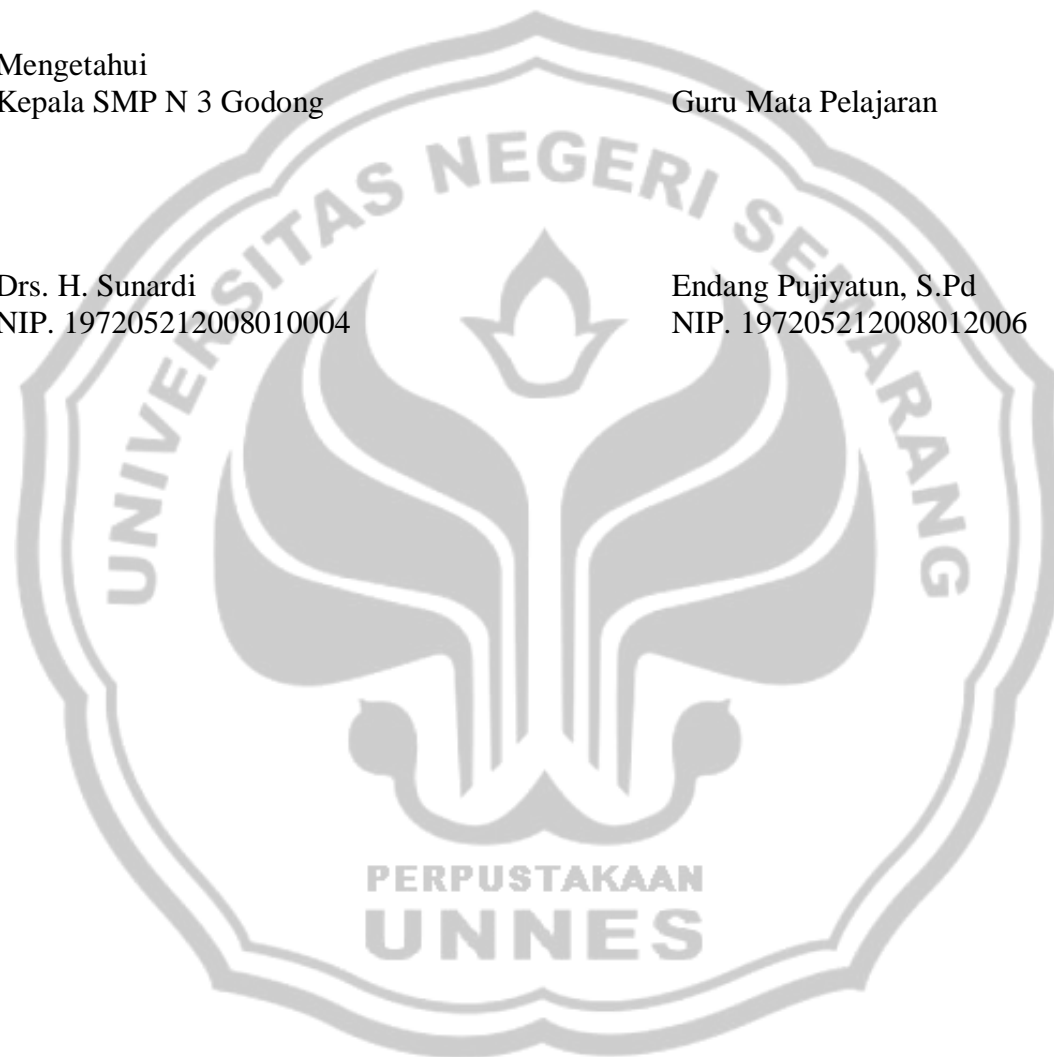 Mengetahui
Kepala SMP N 3 Godong
Guru Mata Pelajaran
Drs. H. Sunardi
NIP. 197205212008010004
Endang Pujiyatun, S.Pd
NIP. 197205212008012006
UNIVERSITAS NEGERI SEMARANG
PERPUSTAKAAN
UNNES